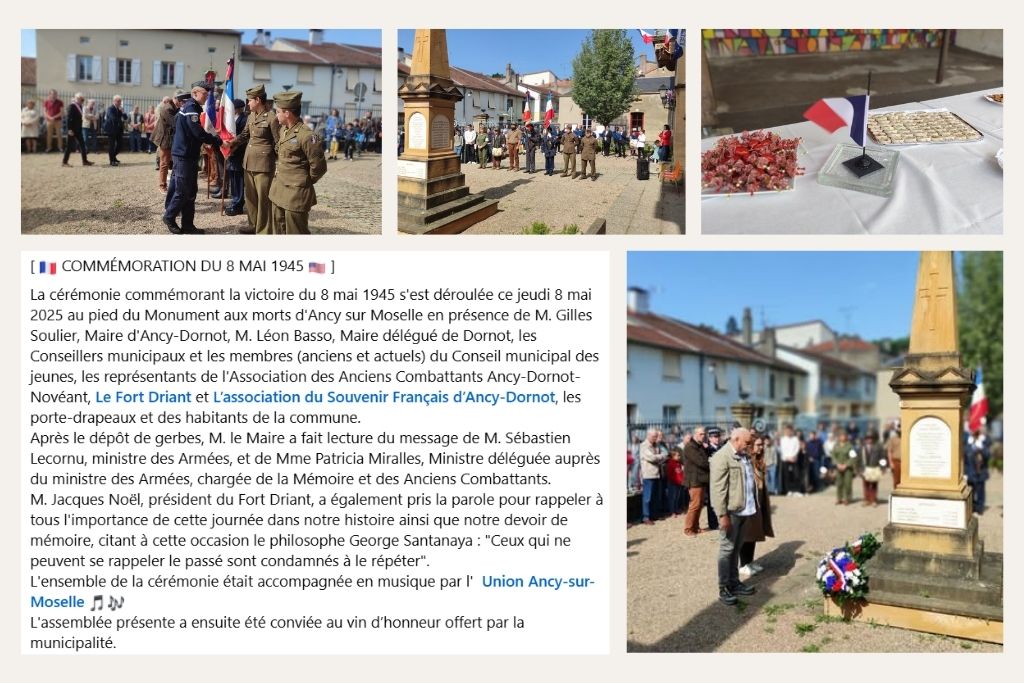 [ 🇫🇷 COMMÉMORATION DU 8 MAI 1945 🇺🇸 ]
La cérémonie commémorant la victoire du 8 mai 1945 s'est déroulée ce jeudi 8 mai
2025 au pied du Monument aux morts d'Ancy sur Moselle en présence de M. Gilles
Soulier, Maire d'Ancy-Dornot, M. Léon Basso, Maire délégué de Dornot, les
Conseillers municipaux et les membres (anciens et actuels) du Conseil municipal des
jeunes, les représentants de l'Association des Anciens Combattants Ancy-Dornot-
Novéant, Le Fort Driant et L'association du Souvenir Français d'Ancy-Dornot, les
porte-drapeaux et des habitants de la commune.
Après le dépôt de gerbes, M. le Maire a fait lecture du message de M. Sébastien
Lecornu, ministre des Armées, et de Mme Patricia Miralles, Ministre déléguée auprès
du ministre des Armées, chargée de la Mémoire et des Anciens Combattants.
M. Jacques Noël, président du Fort Driant, a également pris la parole pour rappeler à
tous l'importance de cette journée dans notre histoire ainsi que notre devoir de
mémoire, citant à cette occasion le philosophe George Santanaya : "Ceux qui ne
peuvent se rappeler le passé sont condamnés à le répéter".
L'ensemble de la cérémonie était accompagnée en musique par l' Union Ancy-sur-
Moselle 🎵🎶
L'assemblée présente a ensuite été conviée au vin d'honneur offert par la
municipalité.